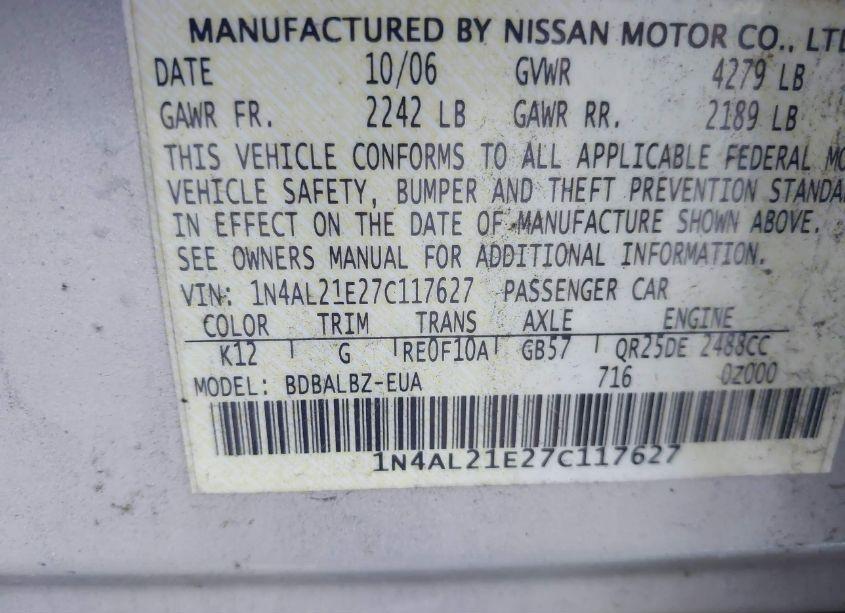 MANUFACTURED BY NISSAN MOTOR CO., LTD
DATE 10/06 GVWR 4279 LB
GAWR FR. 2242 LB GAWR RR. 2189 LB
THIS VEHICLE CONFORMS TO ALL APPLICABLE FEDERAL MO
VEHICLE SAFETY, BUMPER AND THEFT PREVENTION STANDA
IN EFFECT ON THE DATE OF MANUFACTURE SHOWN ABOVE.
SEE OWNERS MANUAL FOR ADDITIONAL INFORMATION.
VIN: 1N4AL21E27C117627 PASSENGER CAR
COLOR TRIM TRANS AXLE ENGINE
K12 G RE0F10A GB57 QR25DE 2488CC
MODEL: BDBALBZ-EUA 716 0Z000
1N4AL21E27C117627